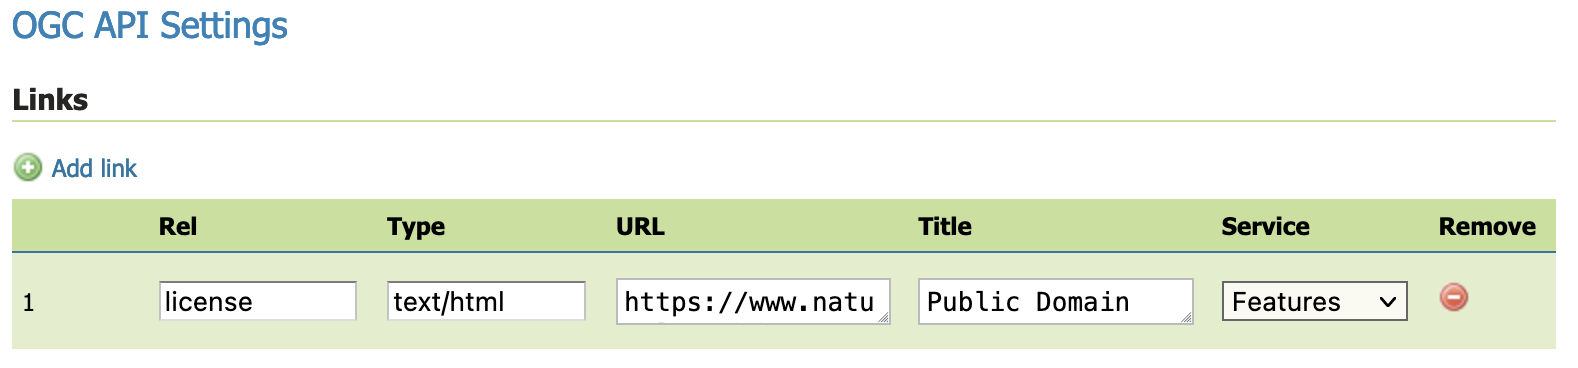 OGC API Settings
Links
Add link
Rel Type URL Title Service Remove
1 license text/html https://www.natu Public Domain Features